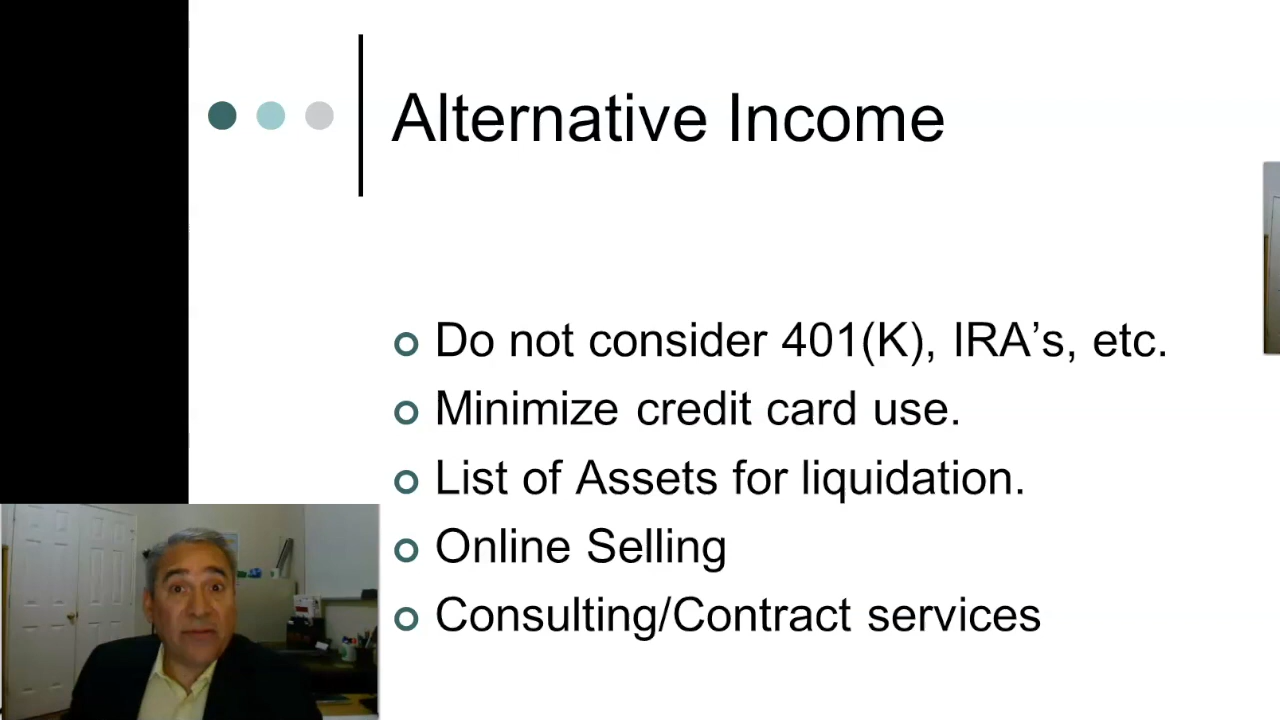 Alternative Income
Do not consider 401(K), IRA's, etc.
Minimize credit card use.
List of Assets for liquidation.
Online Selling
Consulting/Contract services